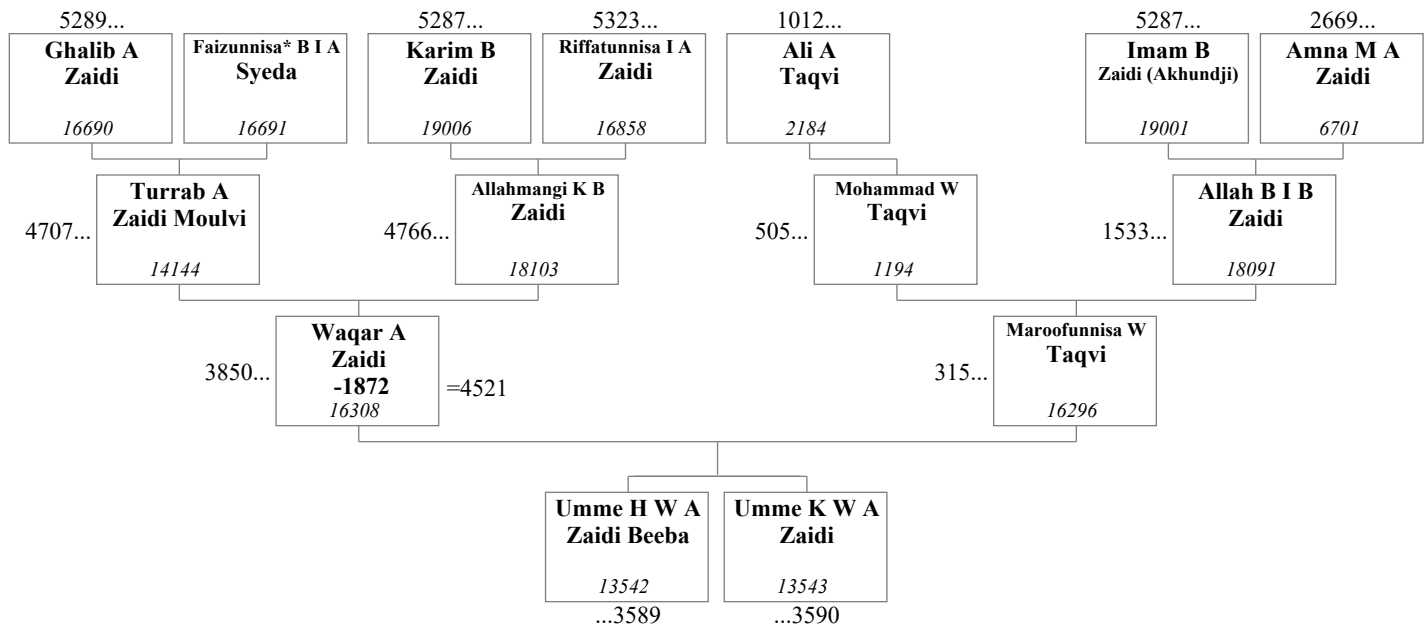 5289...
5287...
5323...
1012...
5287...
2669...
Ghalib A
Zaidi
16690
Faizunnisa* B I A
Syeda
16691
Karim B
Zaidi
19006
Riffatunnisa I A
Zaidi
16858
Ali A
Taqvi
2184
Imam B
Zaidi (Akhundji)
19001
Amna M A
Zaidi
6701
4707...
Turrab A
Zaidi Moulvi
14144
4766...
Allahmangi K B
Zaidi
18103
505...
Mohammad W
Taqvi
1194
1533...
Allah B I B
Zaidi
18091
3850...
Waqar A
Zaidi
-1872
16308
=4521
315...
Maroofunnisa W
Taqvi
16296
Umme H W A
Zaidi Beeba
13542
...3589
Umme K W A
Zaidi
13543
...3590